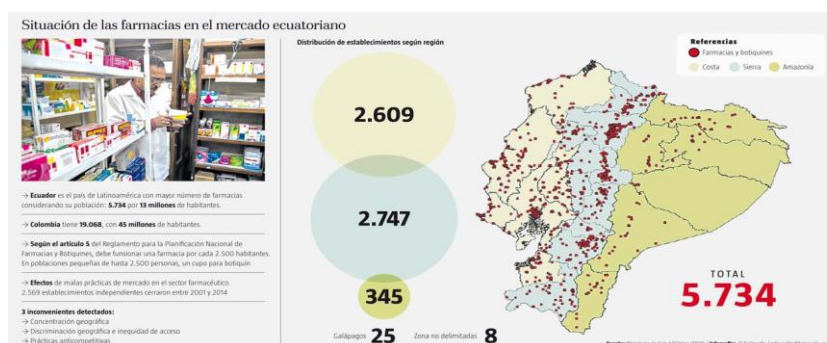 Situación de las farmacias en el mercado ecuatoriano
→ Ecuador es el país de Latinoamérica con mayor número de farmacias
considerando su población: 5.734 por 13 millones de habitantes.
→ Colombia tiene 19.068, con 45 millones de habitantes.
→ Según el artículo 5 del Reglamento para la Planificación Nacional de
Farmacias y Botiquines, debe funsionar una farmacia por cada 2.500 habitantes.
En poblaciones pequeñas de hasta 2.500 personas, un cupo para botiquín
→ Efectos de malas prácticas de mercado en el sector farmacéutico.
2.569 establecimientos independientes cerraron entre 2001 y 2014
3 inconvenientes detectados:
→ Concentración geográfica
→ Discriminación geográfica e inequidad de acceso
→ Prácticas anticompetitivas
Distribución de establecimientos según región
2.609
2.747
345
Galápagos 25 Zona no delimitadas 8
Referencias
Farmacias y botiquines
Costa Sierra Amazonía
TOTAL
5.734